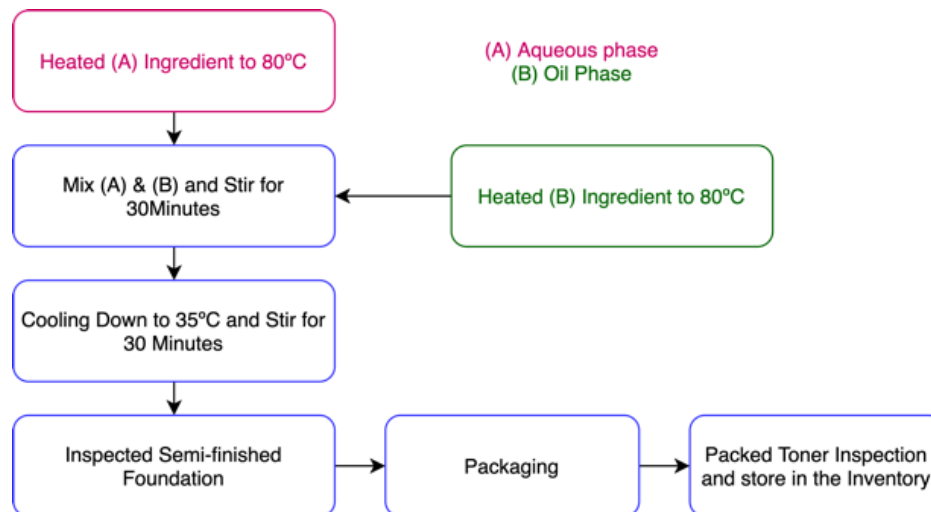 Heated (A) Ingredient to 80ºC
(A) Aqueous phase
(B) Oil Phase
Mix (A) & (B) and Stir for
30Minutes
Heated (B) Ingredient to 80ºC
Cooling Down to 35ºC and Stir for
30 Minutes
Inspected Semi-finished
Foundation
Packaging
Packed Toner Inspection
and store in the Inventory